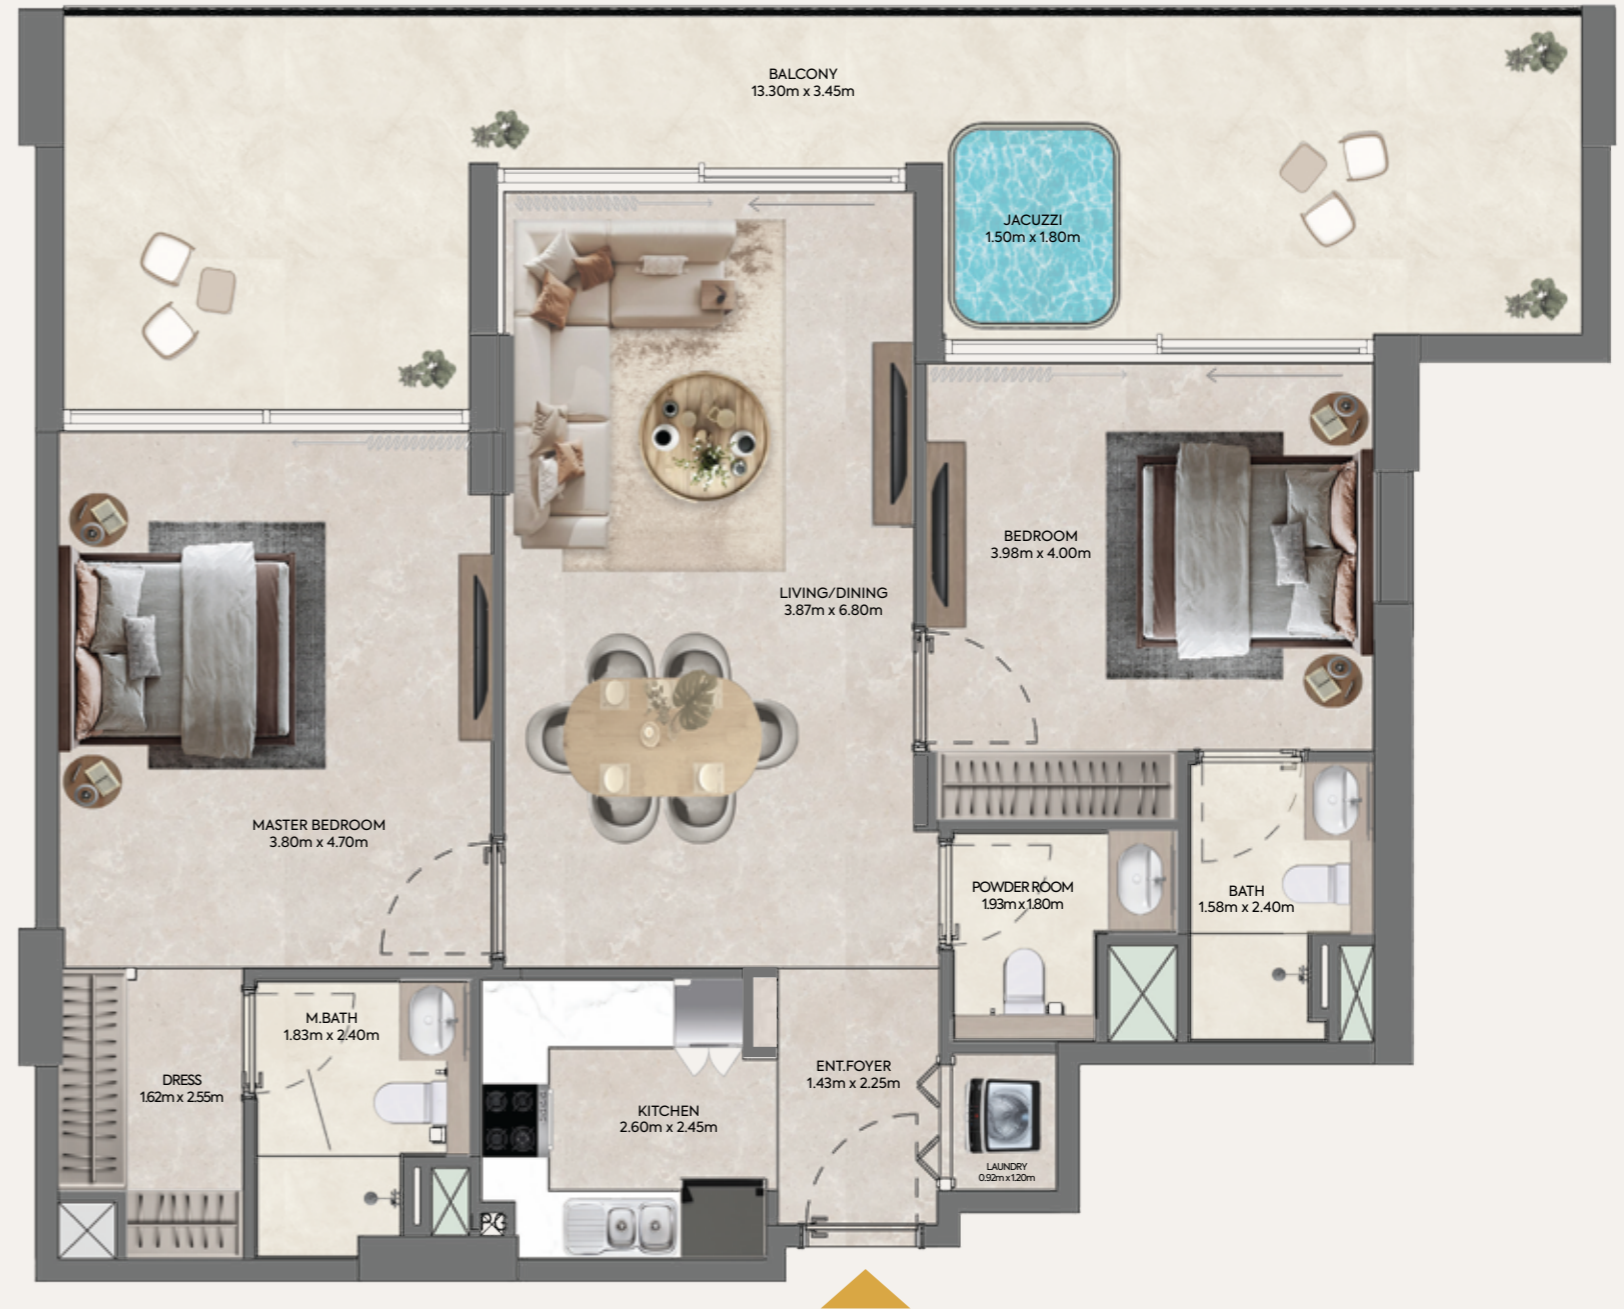 BALCONY
13.30m x 3.45m
JACUZZI
1.50m x 1.80m
BEDROOM
3.98m x 4.00m
LIVING/DINING
3.87m x 6.80m
MASTER BEDROOM
3.80m x 4.70m
POWDER ROOM
1.93m x 1.80m
BATH
1.58m x 2.40m
M.BATH
1.83m x 2.40m
DRESS
1.62m x 2.55m
ENT.FOYER
1.43m x 2.25m
KITCHEN
2.60m x 2.45m
LAUNDRY
0.92m x 1.20m
LPG